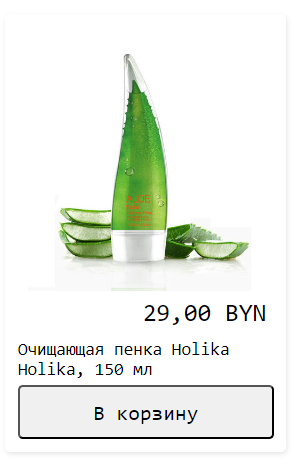 29,00 BYN
Очищающая пенка Holika
Holika, 150 мл
В корзину